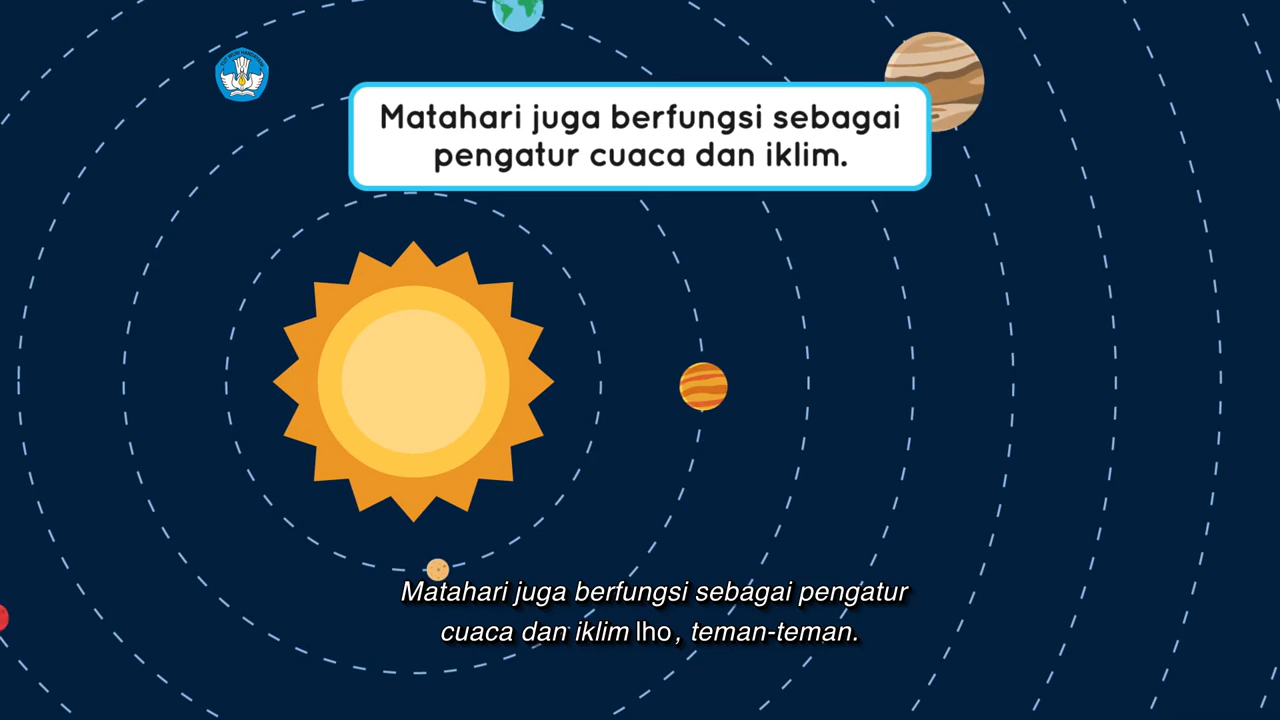 Matahari juga berfungsi sebagai
pengatur cuaca dan iklim.
Matahari juga berfungsi sebagai pengatur
cuaca dan iklim lho, teman-teman.